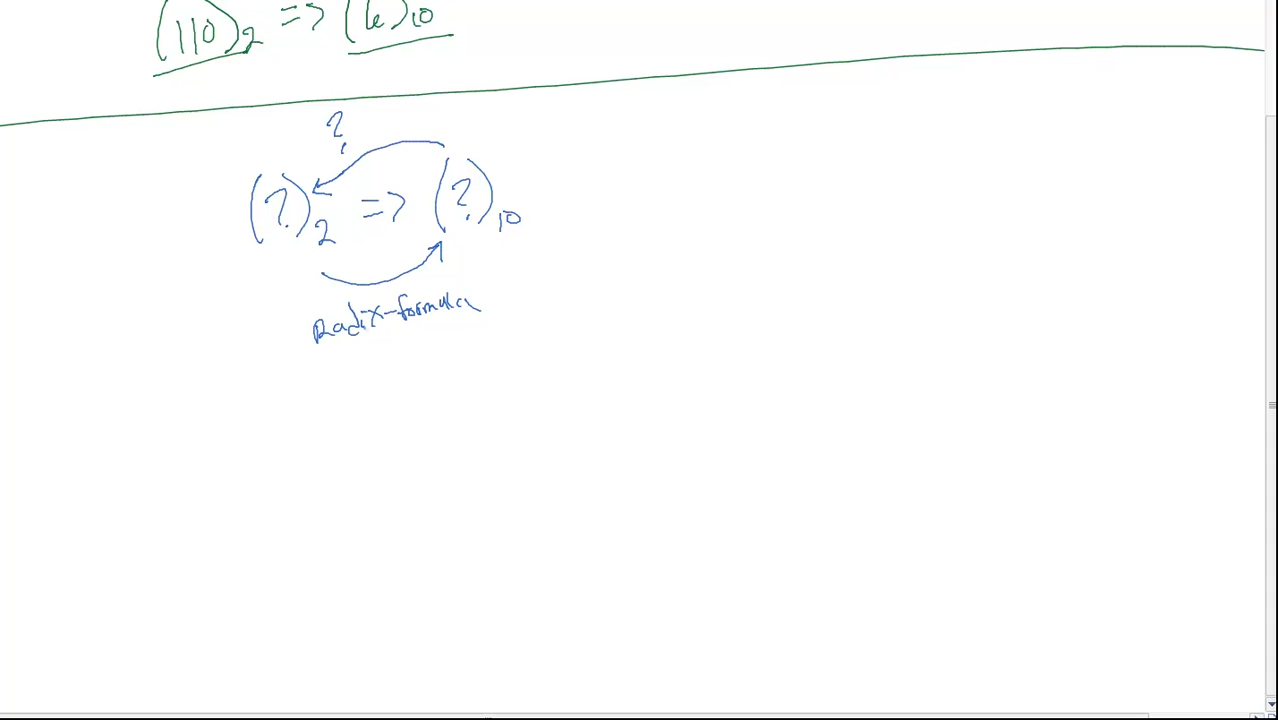 (110)₂ => (6)₁₀
?
(?)₂ => (?)₁₀
Radix-formula